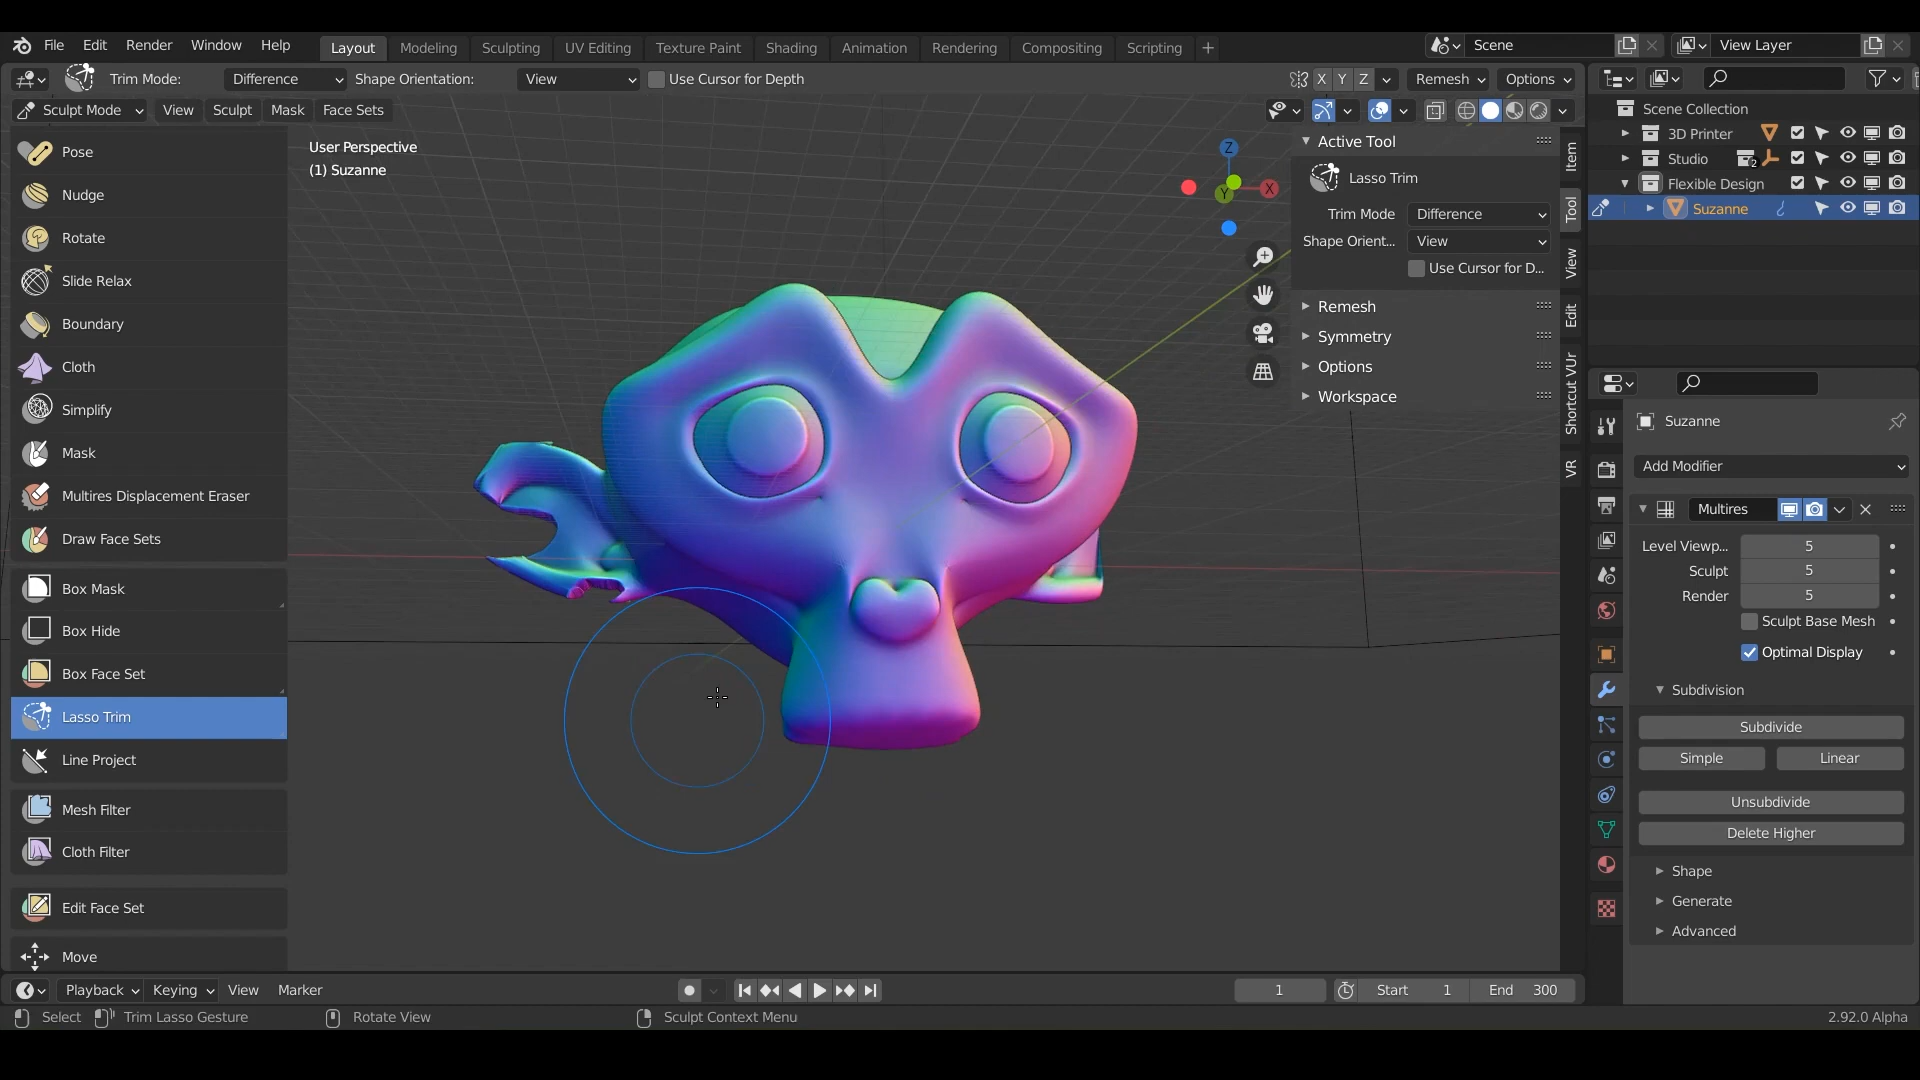 File Edit Render Window Help
Layout Modeling Sculpting UV Editing Texture Paint Shading Animation Rendering Compositing Scripting +
Scene
View Layer
Trim Mode: Difference Shape Orientation: View Use Cursor for Depth
X Y Z Remesh Options
Sculpt Mode View Sculpt Mask Face Sets
Pose
Nudge
Rotate
Slide Relax
Boundary
Cloth
Simplify
Mask
Multires Displacement Eraser
Draw Face Sets
Box Mask
Box Hide
Box Face Set
Lasso Trim
Line Project
Mesh Filter
Cloth Filter
Edit Face Set
Move
User Perspective
(1) Suzanne
Z
Y
X
Active Tool
Lasso Trim
Trim Mode Difference
Shape Orient... View
Use Cursor for D...
Remesh
Symmetry
Options
Workspace
Item
Tool
View
Edit
Shortcut VUr
VR
Scene Collection
3D Printer
Studio 2
Flexible Design
Suzanne
Suzanne
Add Modifier
Multires
Level Viewp... 5
Sculpt 5
Render 5
Sculpt Base Mesh
Optimal Display
Subdivision
Subdivide
Simple Linear
Unsubdivide
Delete Higher
Shape
Generate
Advanced
Playback Keying View Marker
1 Start 1 End 300
Select Trim Lasso Gesture Rotate View Sculpt Context Menu
2.92.0 Alpha